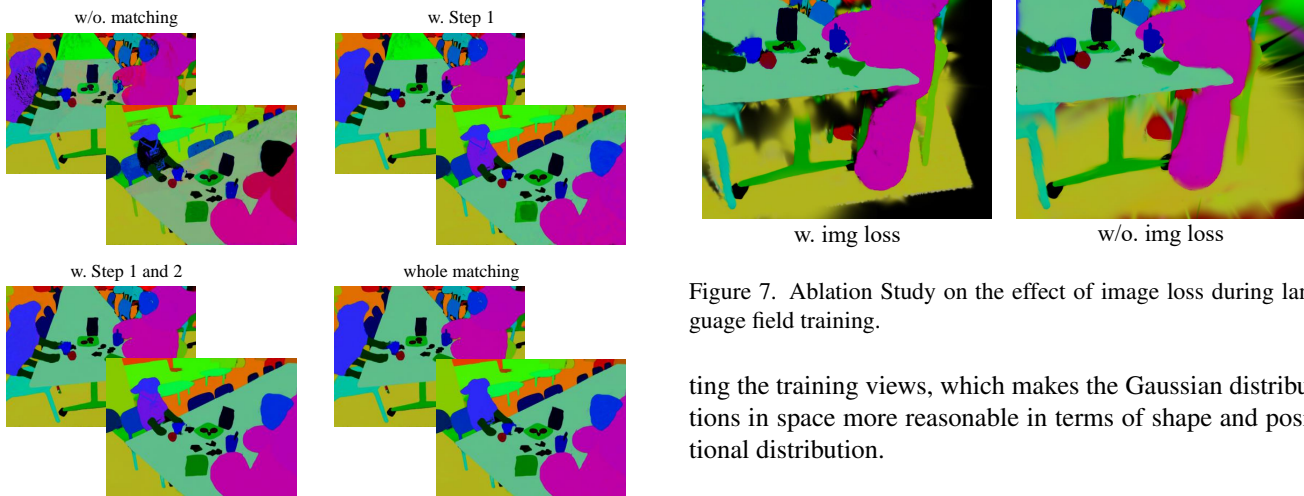 w/o. matching
w. Step 1
w. Step 1 and 2
whole matching
w. img loss
w/o. img loss
Figure 7. Ablation Study on the effect of image loss during lan-
guage field training.
ting the training views, which makes the Gaussian distribu-
tions in space more reasonable in terms of shape and posi-
tional distribution.